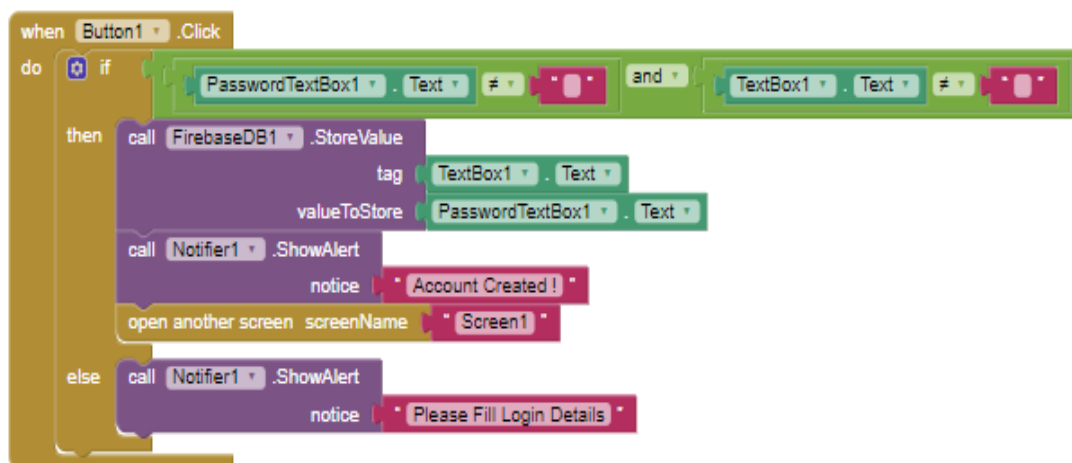 when Button1 .Click
do if PasswordTextBox1 . Text ≠ " " and TextBox1 . Text ≠ " "
then call FirebaseDB1 .StoreValue
tag TextBox1 . Text
valueToStore PasswordTextBox1 . Text
call Notifier1 .ShowAlert
notice " Account Created ! "
open another screen screenName " Screen1 "
else call Notifier1 .ShowAlert
notice " Please Fill Login Details "